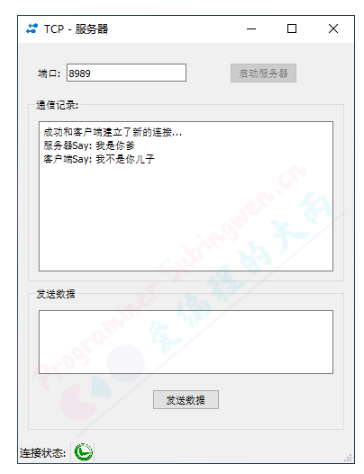 TCP - 服务器
端口: 8989
启动服务器
通信记录:
成功和客户端建立了新的连接...
服务器Say: 我是你爹
客户端Say: 我不是你儿子
发送数据
发送数据
连接状态:
Programmer Subingwen.cn
爱编程的大丙